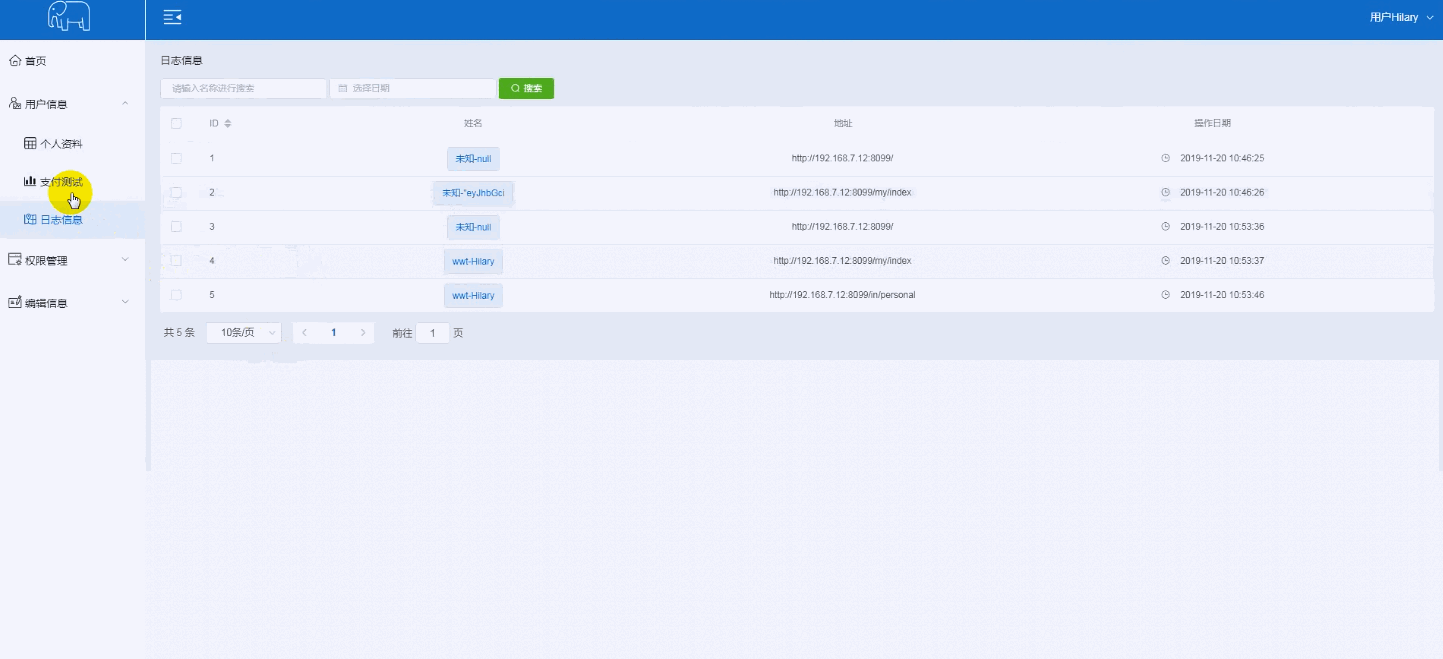 用户Hilary
首页
用户信息
个人资料
支付测试
日志信息
权限管理
编辑信息
日志信息
请输入名称进行搜索 选择日期 搜索
ID 姓名 地址 操作日期
1 未知-null http://192.168.7.12:8099/ 2019-11-20 10:46:25
2 未知-"eyJhbGci http://192.168.7.12:8099/my/index 2019-11-20 10:46:26
3 未知-null http://192.168.7.12:8099/ 2019-11-20 10:53:36
4 wwt-Hilary http://192.168.7.12:8099/my/index 2019-11-20 10:53:37
5 wwt-Hilary http://192.168.7.12:8099/in/personal 2019-11-20 10:53:46
共 5 条 10条/页 1 前往 1 页